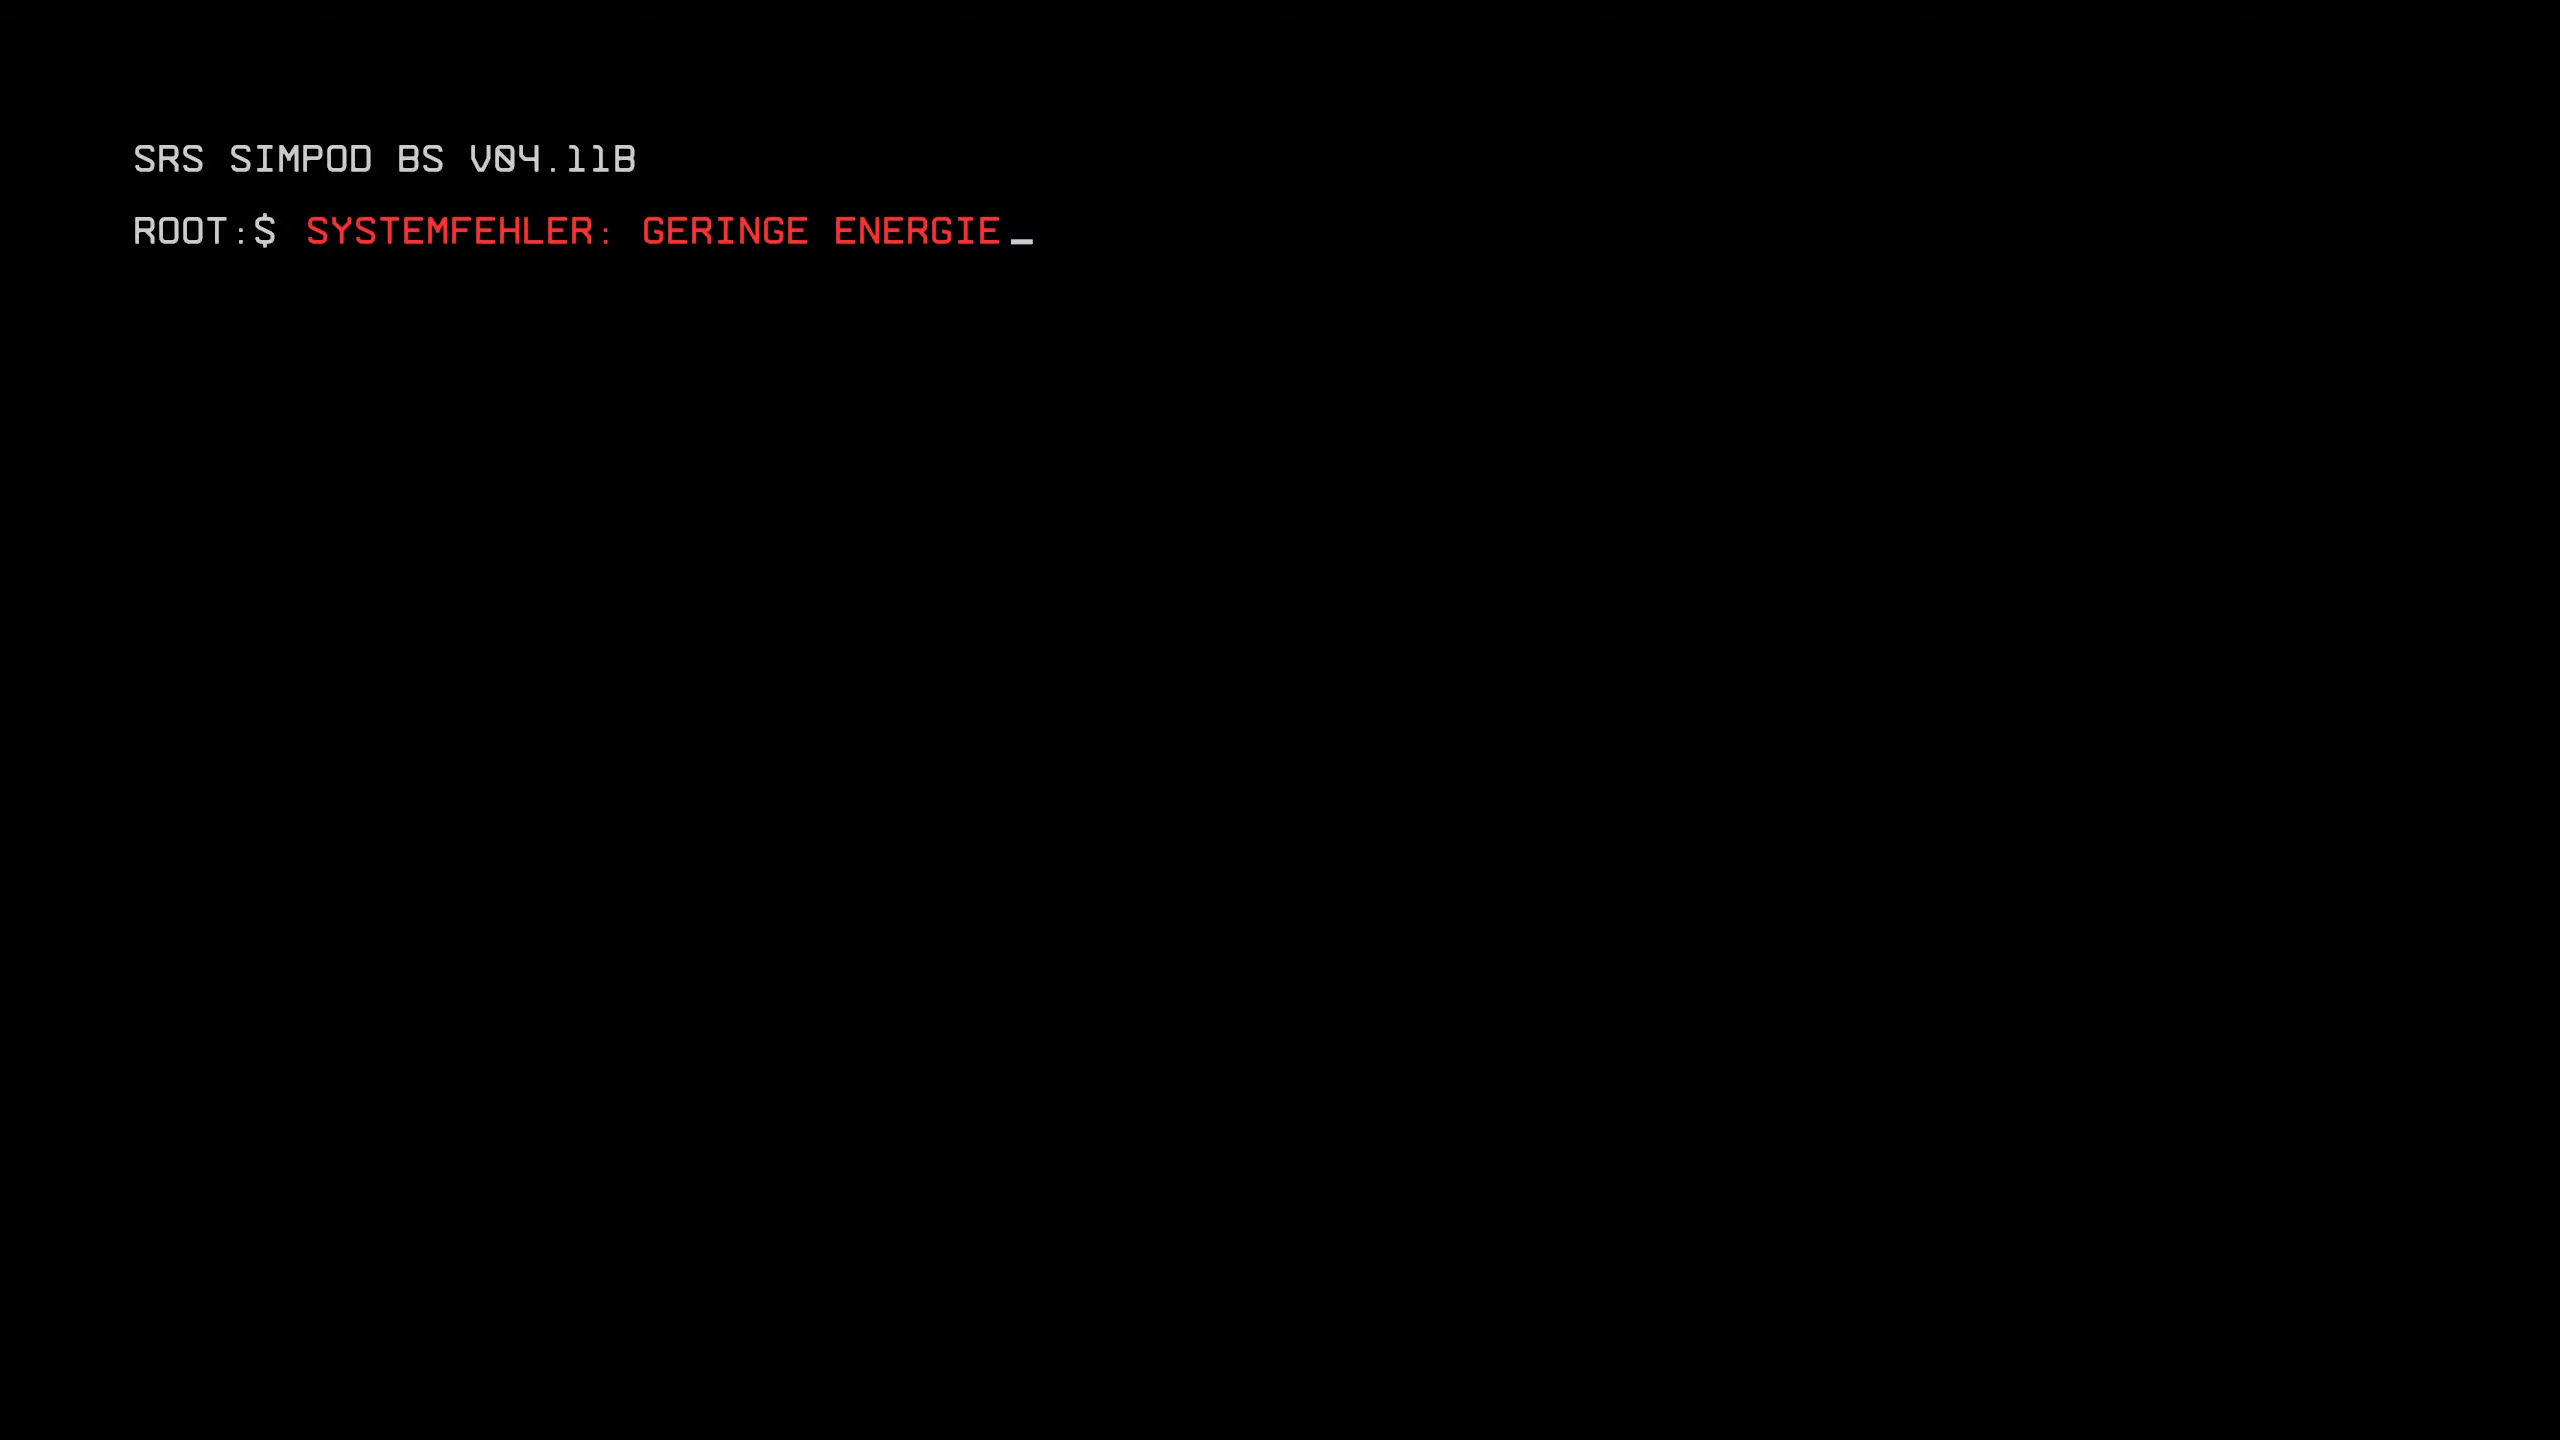 SRS SIMPOD BS V04.11B
ROOT:$ SYSTEMFEHLER: GERINGE ENERGIE_